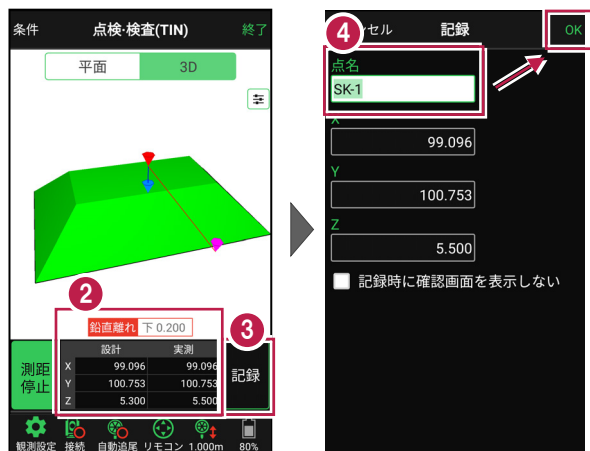 条件 点検・検査(TIN) 終了
平面 3D
2
鉛直離れ 下 0.200
3
設計 実測
X 99.096 99.096
Y 100.753 100.753
Z 5.300 5.500
測距
停止
記録
観測設定 接続 自動追尾 リモコン 1.000m 80%
4
セル 記録 OK
点名
SK-1
X
99.096
Y
100.753
Z
5.500
記録時に確認画面を表示しない